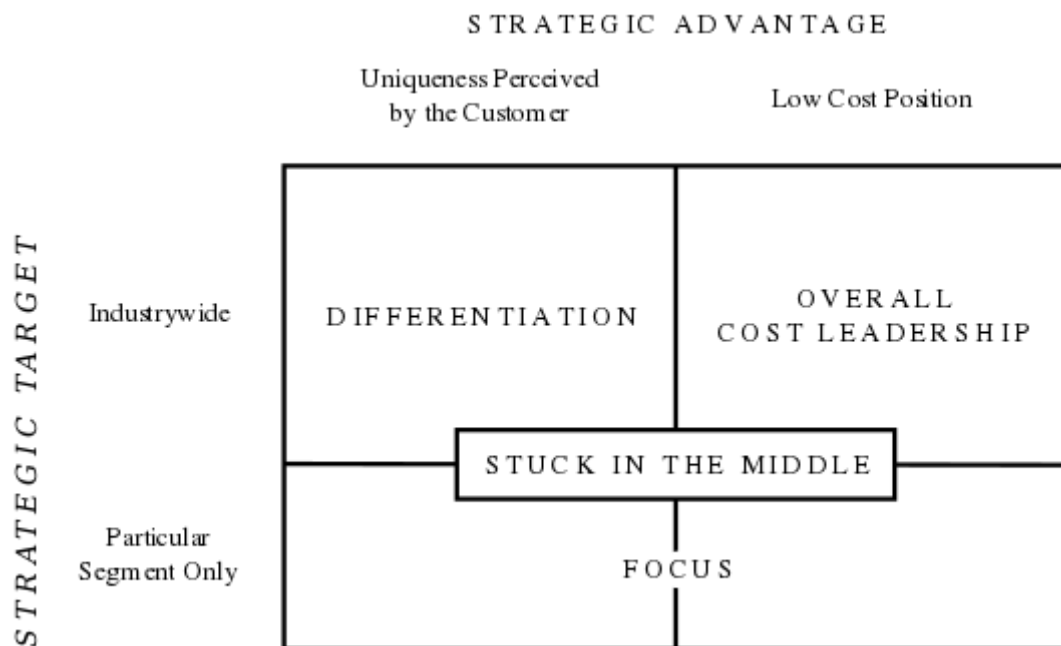 STRATEGIC ADVANTAGE
Uniqueness Perceived
by the Customer
Low Cost Position
STRATEGIC TARGET
Industrywide
DIFFERENTIATION
OVERALL
COST LEADERSHIP
STUCK IN THE MIDDLE
Particular
Segment Only
FOCUS